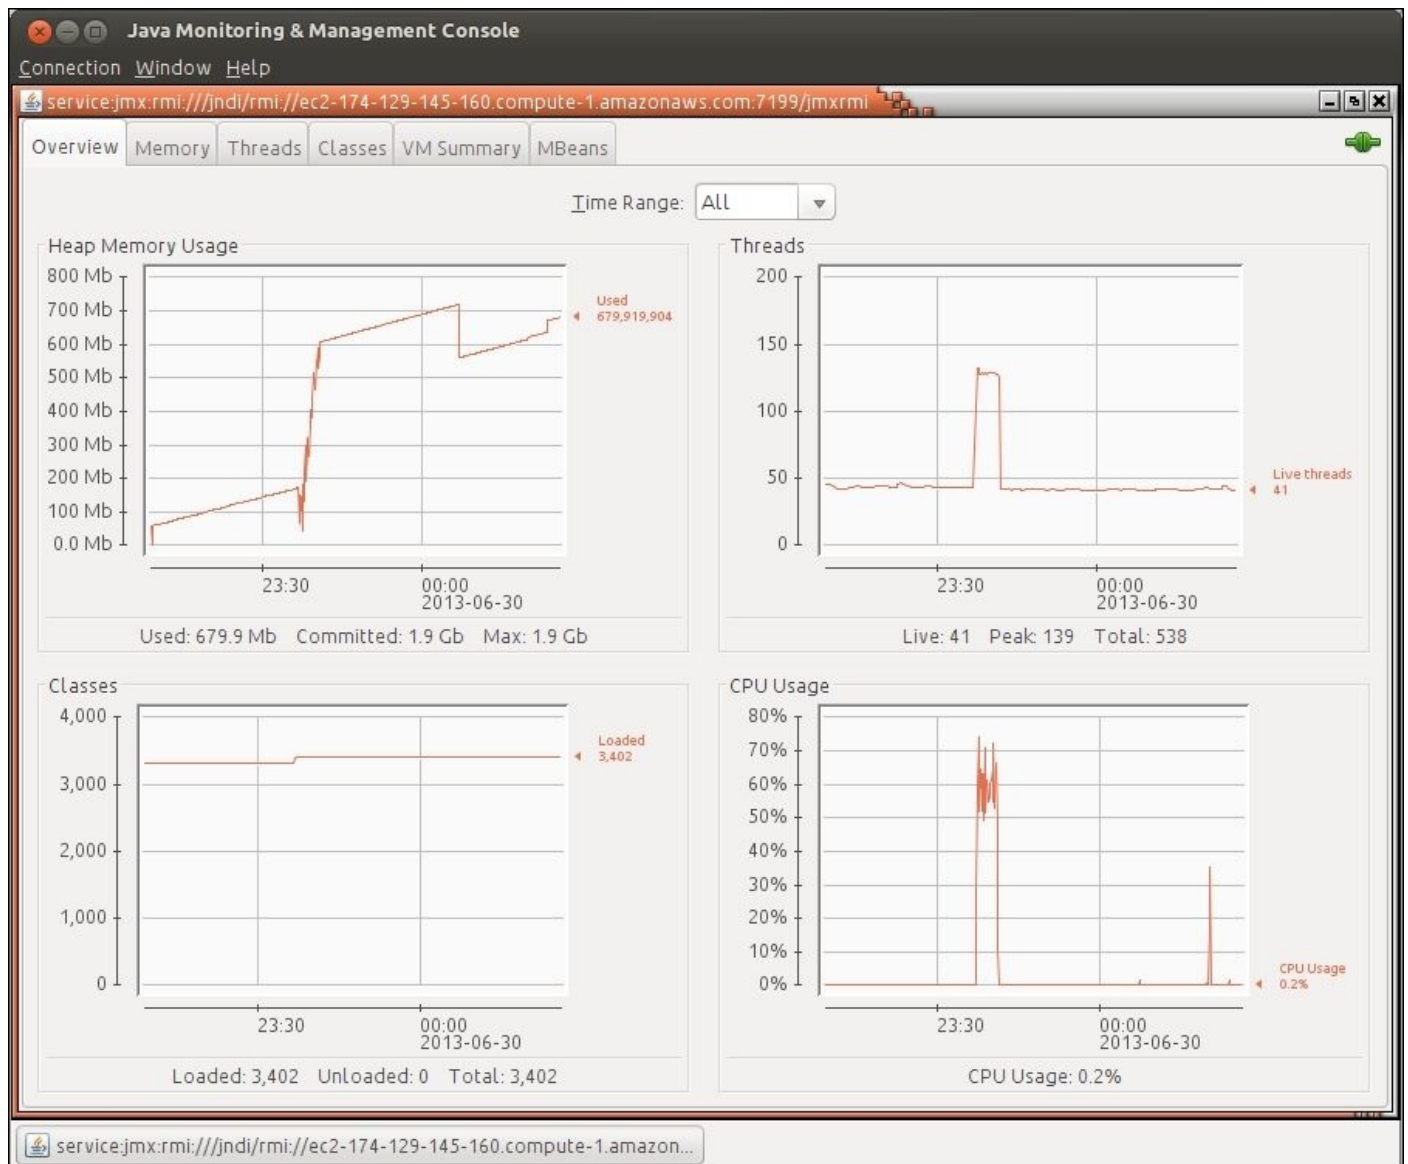 Java Monitoring & Management Console
Connection Window Help
service:jmx:rmi:///jndi/rmi://ec2-174-129-145-160.compute-1.amazonaws.com:7199/jmxrmi
Overview Memory Threads Classes VM Summary MBeans
Time Range: All
Heap Memory Usage
800 Mb
700 Mb
600 Mb
500 Mb
400 Mb
300 Mb
200 Mb
100 Mb
0.0 Mb
Used
679,919,904
23:30 00:00
2013-06-30
Used: 679.9 Mb Committed: 1.9 Gb Max: 1.9 Gb
Threads
200
150
100
50
0
Live threads
41
23:30 00:00
2013-06-30
Live: 41 Peak: 139 Total: 538
Classes
4,000
3,000
2,000
1,000
0
Loaded
3,402
23:30 00:00
2013-06-30
Loaded: 3,402 Unloaded: 0 Total: 3,402
CPU Usage
80%
70%
60%
50%
40%
30%
20%
10%
0%
CPU Usage
0.2%
23:30 00:00
2013-06-30
CPU Usage: 0.2%
service:jmx:rmi:///jndi/rmi://ec2-174-129-145-160.compute-1.amazon...